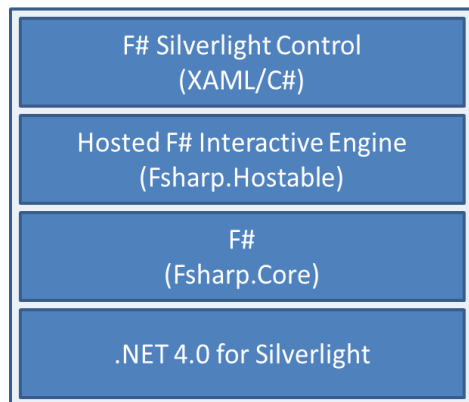 F# Silverlight Control
(XAML/C#)
Hosted F# Interactive Engine
(Fsharp.Hostable)
F#
(Fsharp.Core)
.NET 4.0 for Silverlight